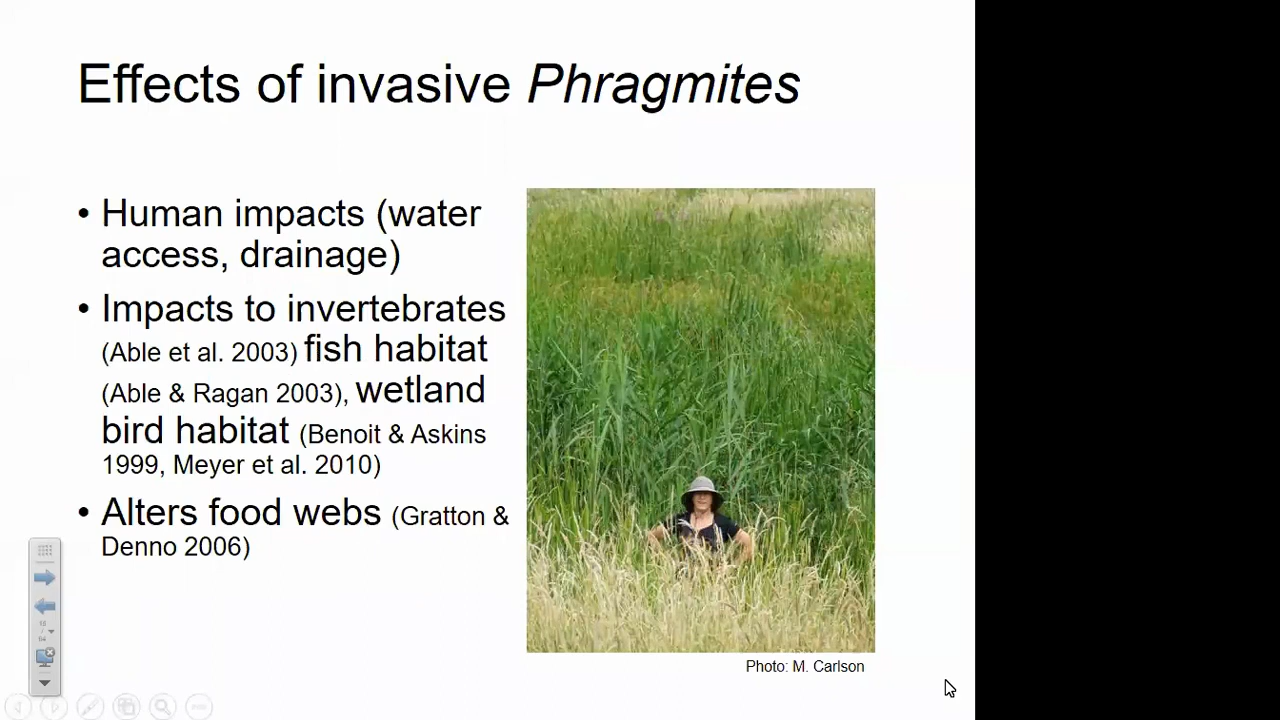 Effects of invasive Phragmites
• Human impacts (water
access, drainage)
• Impacts to invertebrates
(Able et al. 2003) fish habitat
(Able & Ragan 2003), wetland
bird habitat (Benoit & Askins
1999, Meyer et al. 2010)
• Alters food webs (Gratton &
Denno 2006)
Photo: M. Carlson